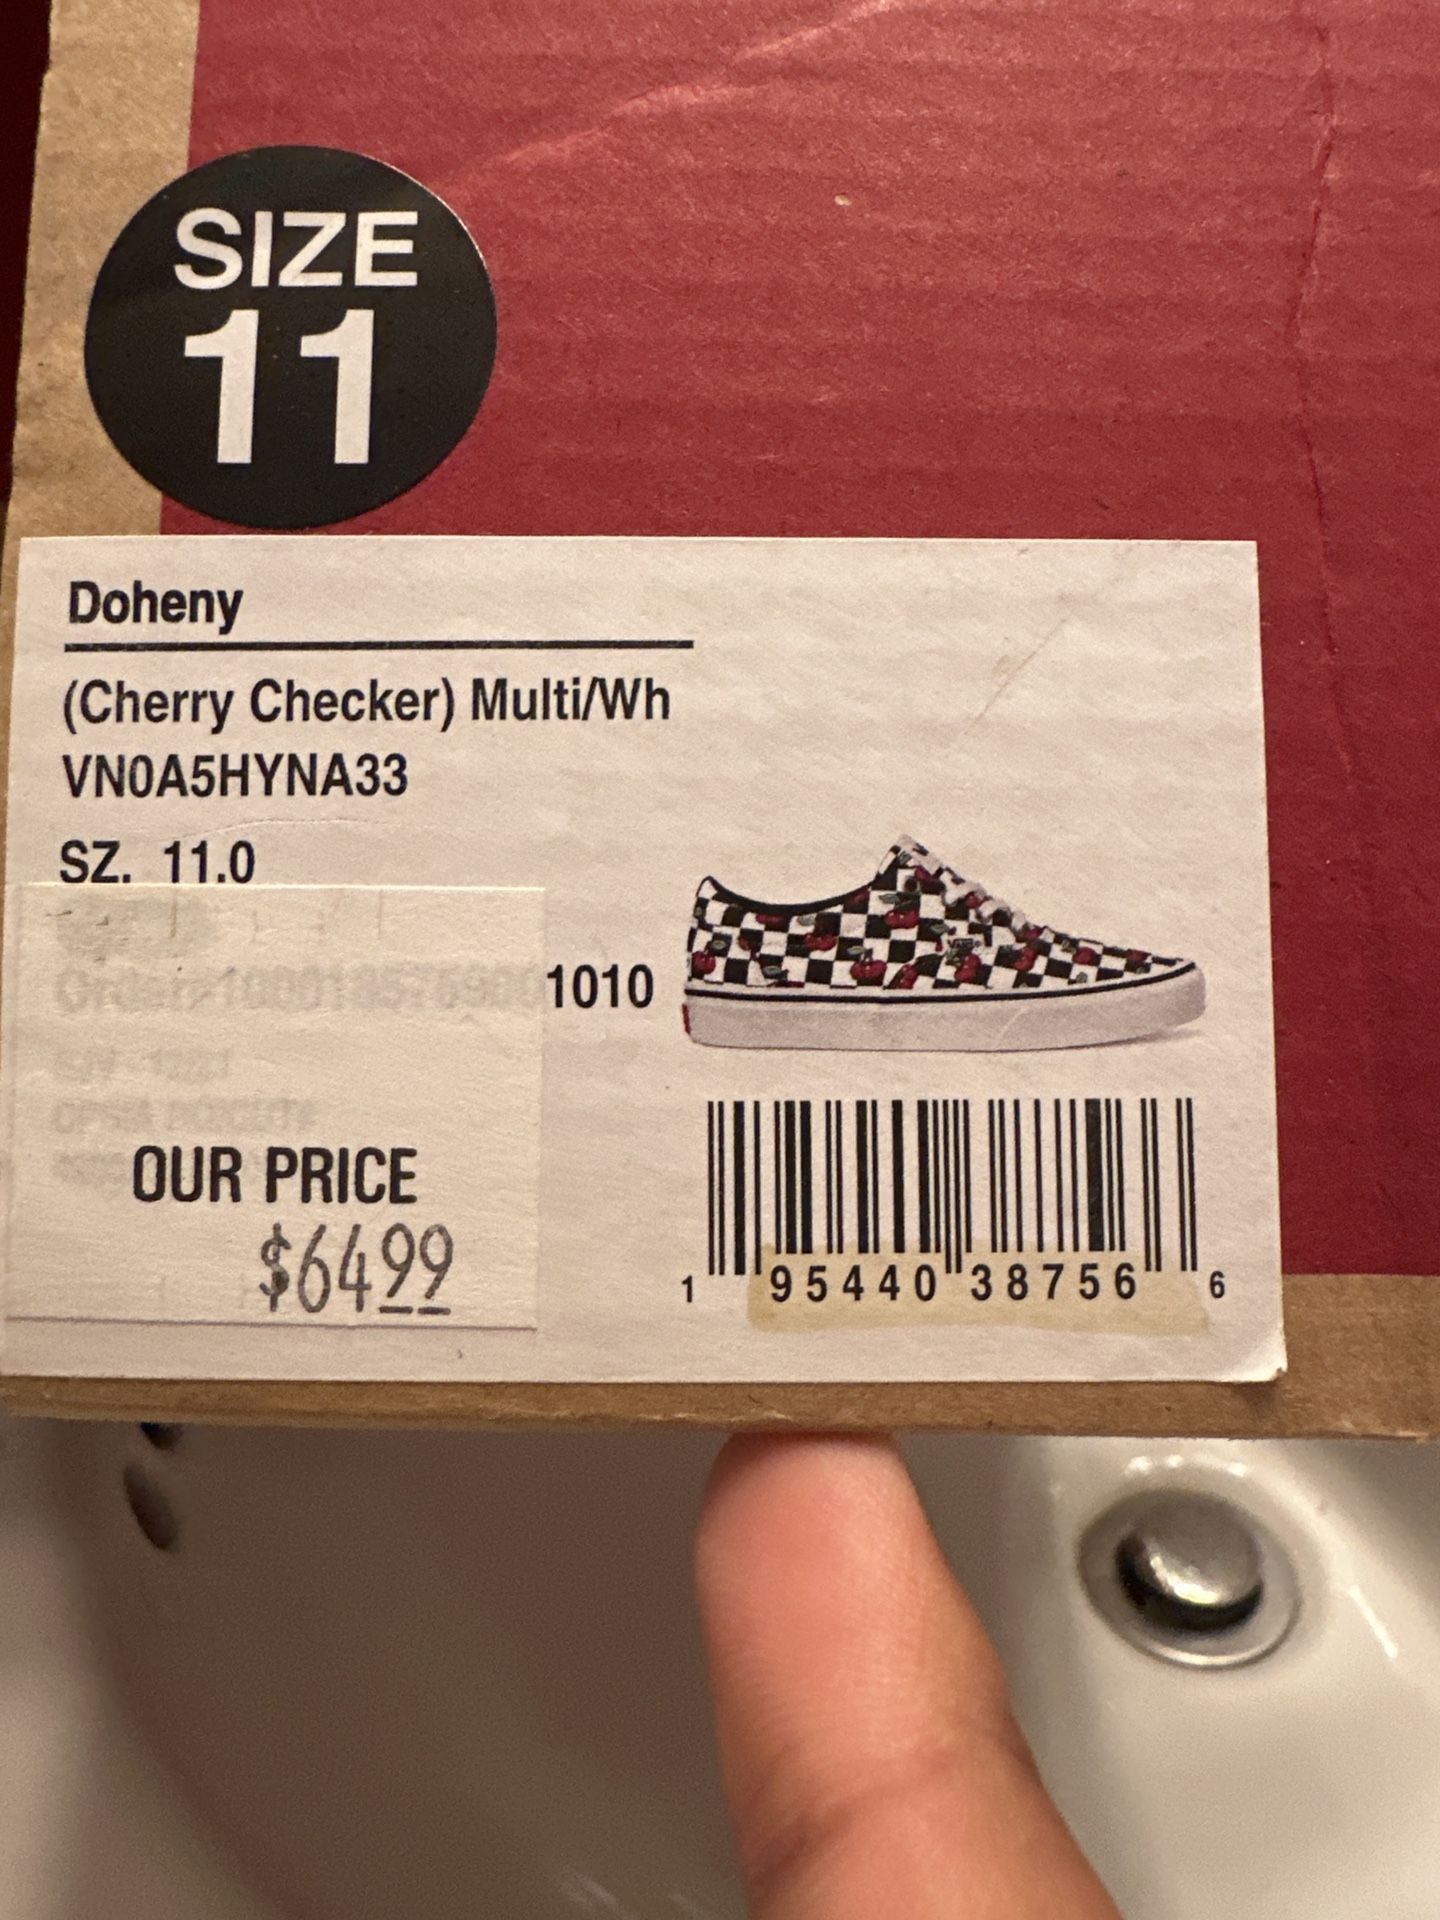 SIZE
11
Doheny
(Cherry Checker) Multi/Wh
VN0A5HYNA33
SZ. 11.0
1010
OUR PRICE
$64.99
1 95440 38756 6